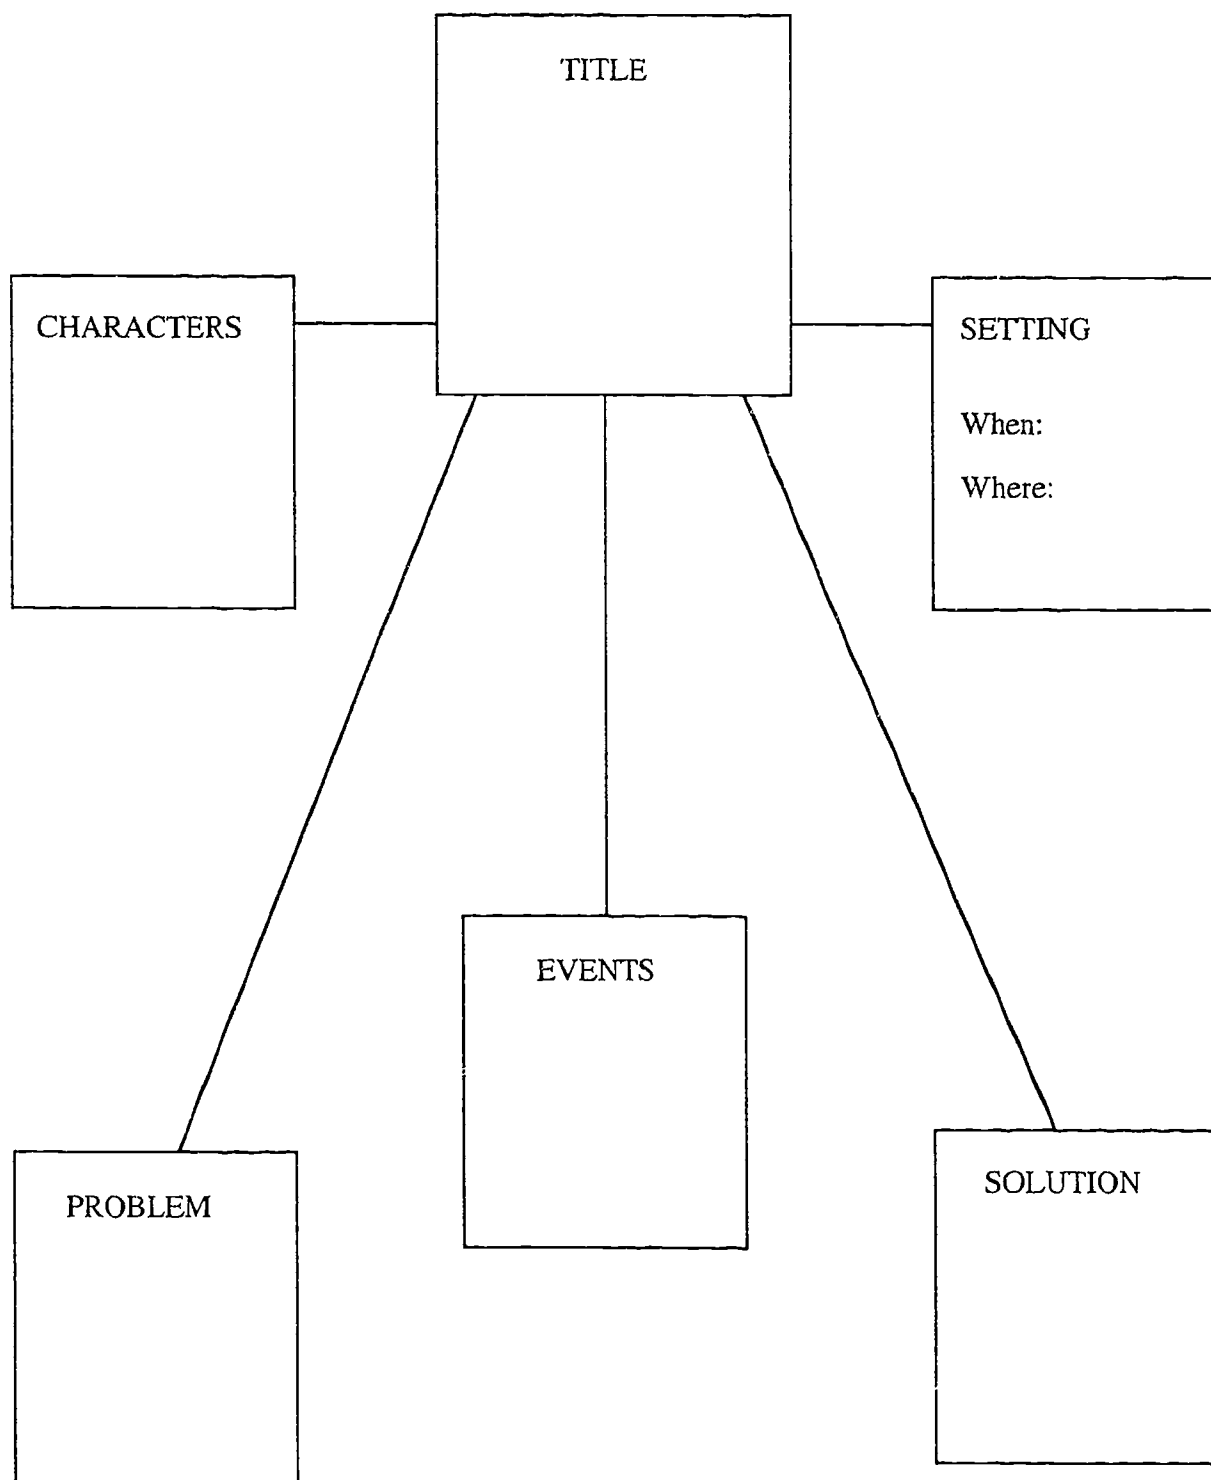 TITLE
CHARACTERS
SETTING
When:
Where:
EVENTS
PROBLEM
SOLUTION